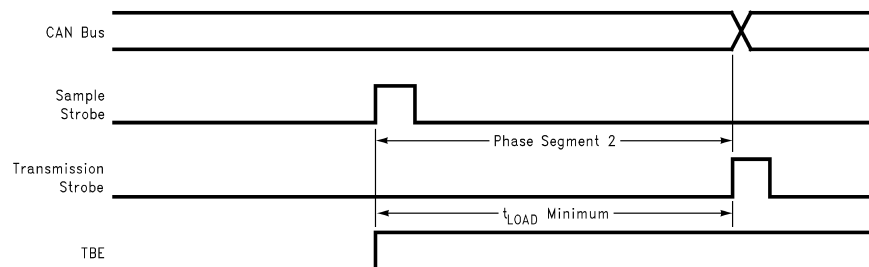 CAN Bus
Sample
Strobe
Phase Segment 2
Transmission
Strobe
tLOAD Minimum
TBE